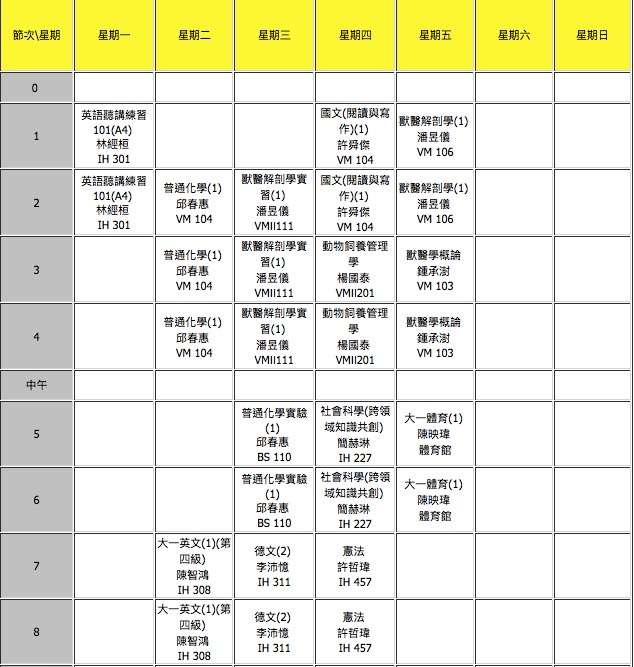 節次\星期 星期一 星期二 星期三 星期四 星期五 星期六 星期日
0
1
英語聽講練習
101(A4)
林經桓
IH 301
國文(閱讀與寫
作)(1)
許舜傑
VM 104
獸醫解剖學(1)
潘昱儀
VM 106
2
英語聽講練習
101(A4)
林經桓
IH 301
普通化學(1)
邱春惠
VM 104
獸醫解剖學實
習(1)
潘昱儀
VMII111
國文(閱讀與寫
作)(1)
許舜傑
VM 104
獸醫解剖學(1)
潘昱儀
VM 106
3
普通化學(1)
邱春惠
VM 104
獸醫解剖學實
習(1)
潘昱儀
VMII111
動物飼養管理
學
楊國泰
VMII201
獸醫學概論
鍾承澍
VM 103
4
普通化學(1)
邱春惠
VM 104
獸醫解剖學實
習(1)
潘昱儀
VMII111
動物飼養管理
學
楊國泰
VMII201
獸醫學概論
鍾承澍
VM 103
中午
5
普通化學實驗
(1)
邱春惠
BS 110
社會科學(跨領
域知識共創)
簡赫琳
IH 227
大一體育(1)
陳映瑋
體育館
6
普通化學實驗
(1)
邱春惠
BS 110
社會科學(跨領
域知識共創)
簡赫琳
IH 227
大一體育(1)
陳映瑋
體育館
7
大一英文(1)(第
四級)
陳智鴻
IH 308
德文(2)
李沛憶
IH 311
憲法
許哲瑋
IH 457
8
大一英文(1)(第
四級)
陳智鴻
IH 308
德文(2)
李沛憶
IH 311
憲法
許哲瑋
IH 457